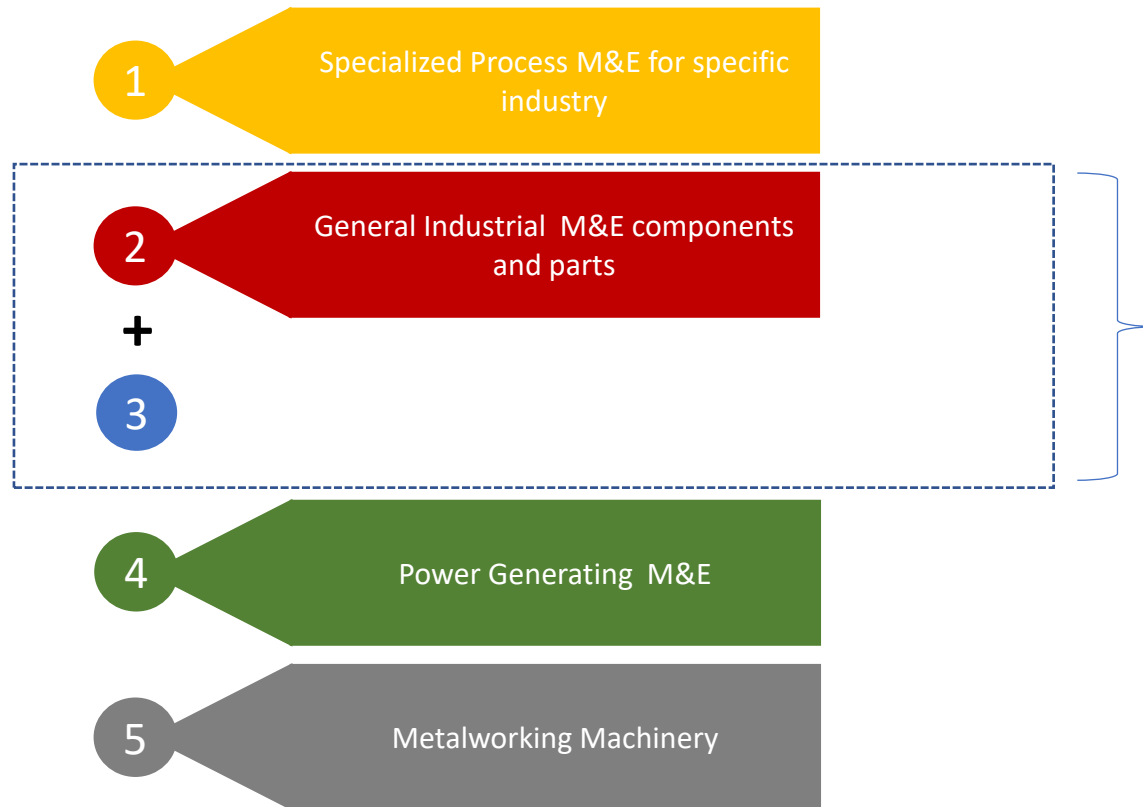 1
Specialized Process M&E for specific
industry
2
General Industrial  M&E components
and parts
+
3
4
Power Generating  M&E
5
Metalworking Machinery